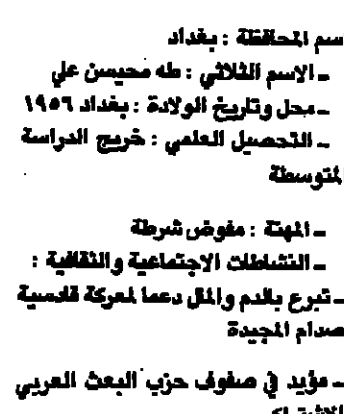 سم المحافظة : بغداد
ـ الاسم الثلاثي : طه محيسن علي
ـ محل وتاريخ الولادة : بغداد ١٩٥٦
ـ التحصيل العلمي : خريج الدراسة
المتوسطة
ـ المهنة : مفوض شرطة
ـ النشاطات الاجتماعية والثقافية :
ـ تبرع بالدم والمال دعما لمعركة قادسية
صدام المجيدة
ـ مؤيد في صفوف حزب البعث العربي